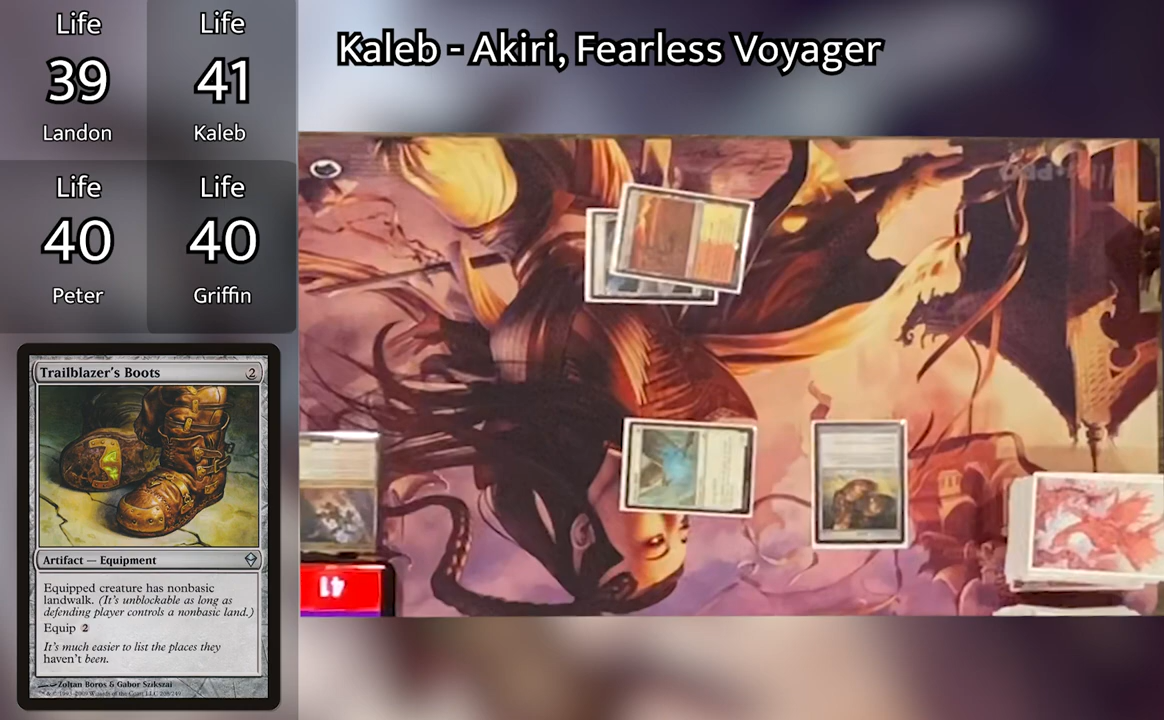 Life
39
Landon
Life
41
Kaleb
Life
40
Peter
Life
40
Griffin
Kaleb - Akiri, Fearless Voyager
Trailblazer's Boots 2
Artifact — Equipment
Equipped creature has nonbasic
landwalk. (It's unblockable as long as
defending player controls a nonbasic land.)
Equip 2
It's much easier to list the places they
haven't been.
Zoltan Boros & Gabor Szikszai
41